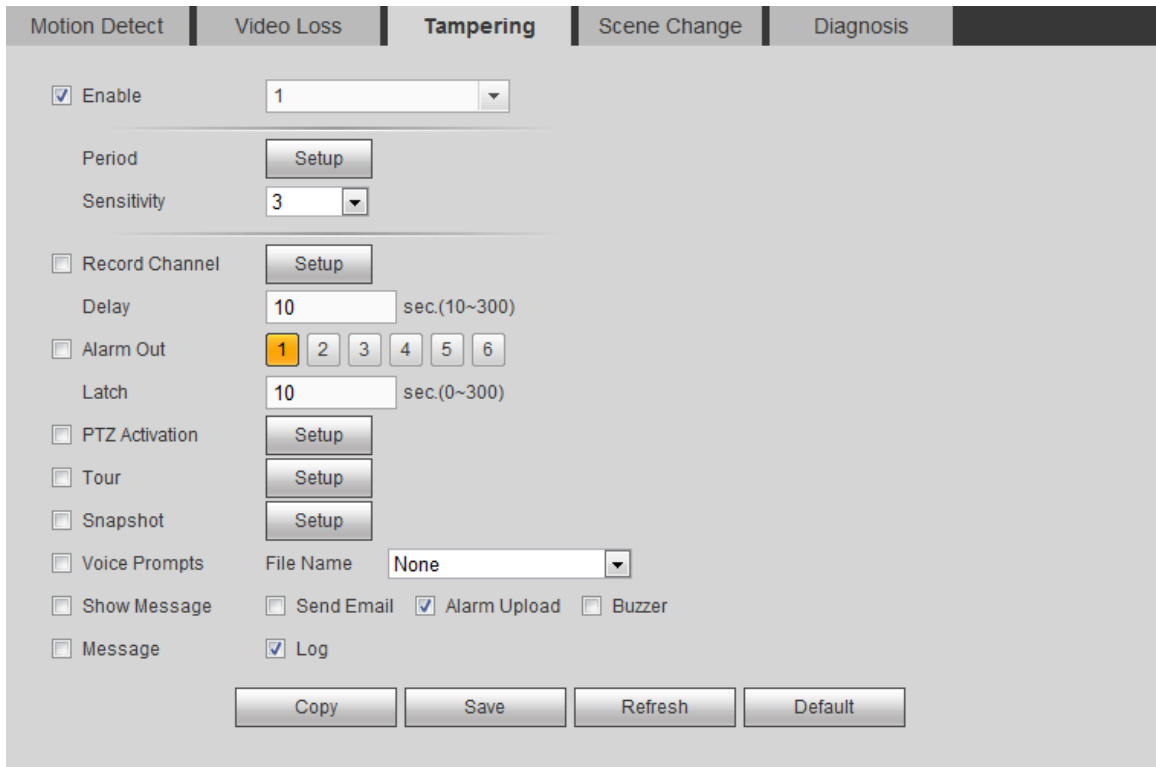 Motion Detect Video Loss Tampering Scene Change Diagnosis
Enable 1
Period Setup
Sensitivity 3
Record Channel Setup
Delay 10 sec.(10~300)
Alarm Out 1 2 3 4 5 6
Latch 10 sec.(0~300)
PTZ Activation Setup
Tour Setup
Snapshot Setup
Voice Prompts File Name None
Show Message Send Email Alarm Upload Buzzer
Message Log
Copy Save Refresh Default